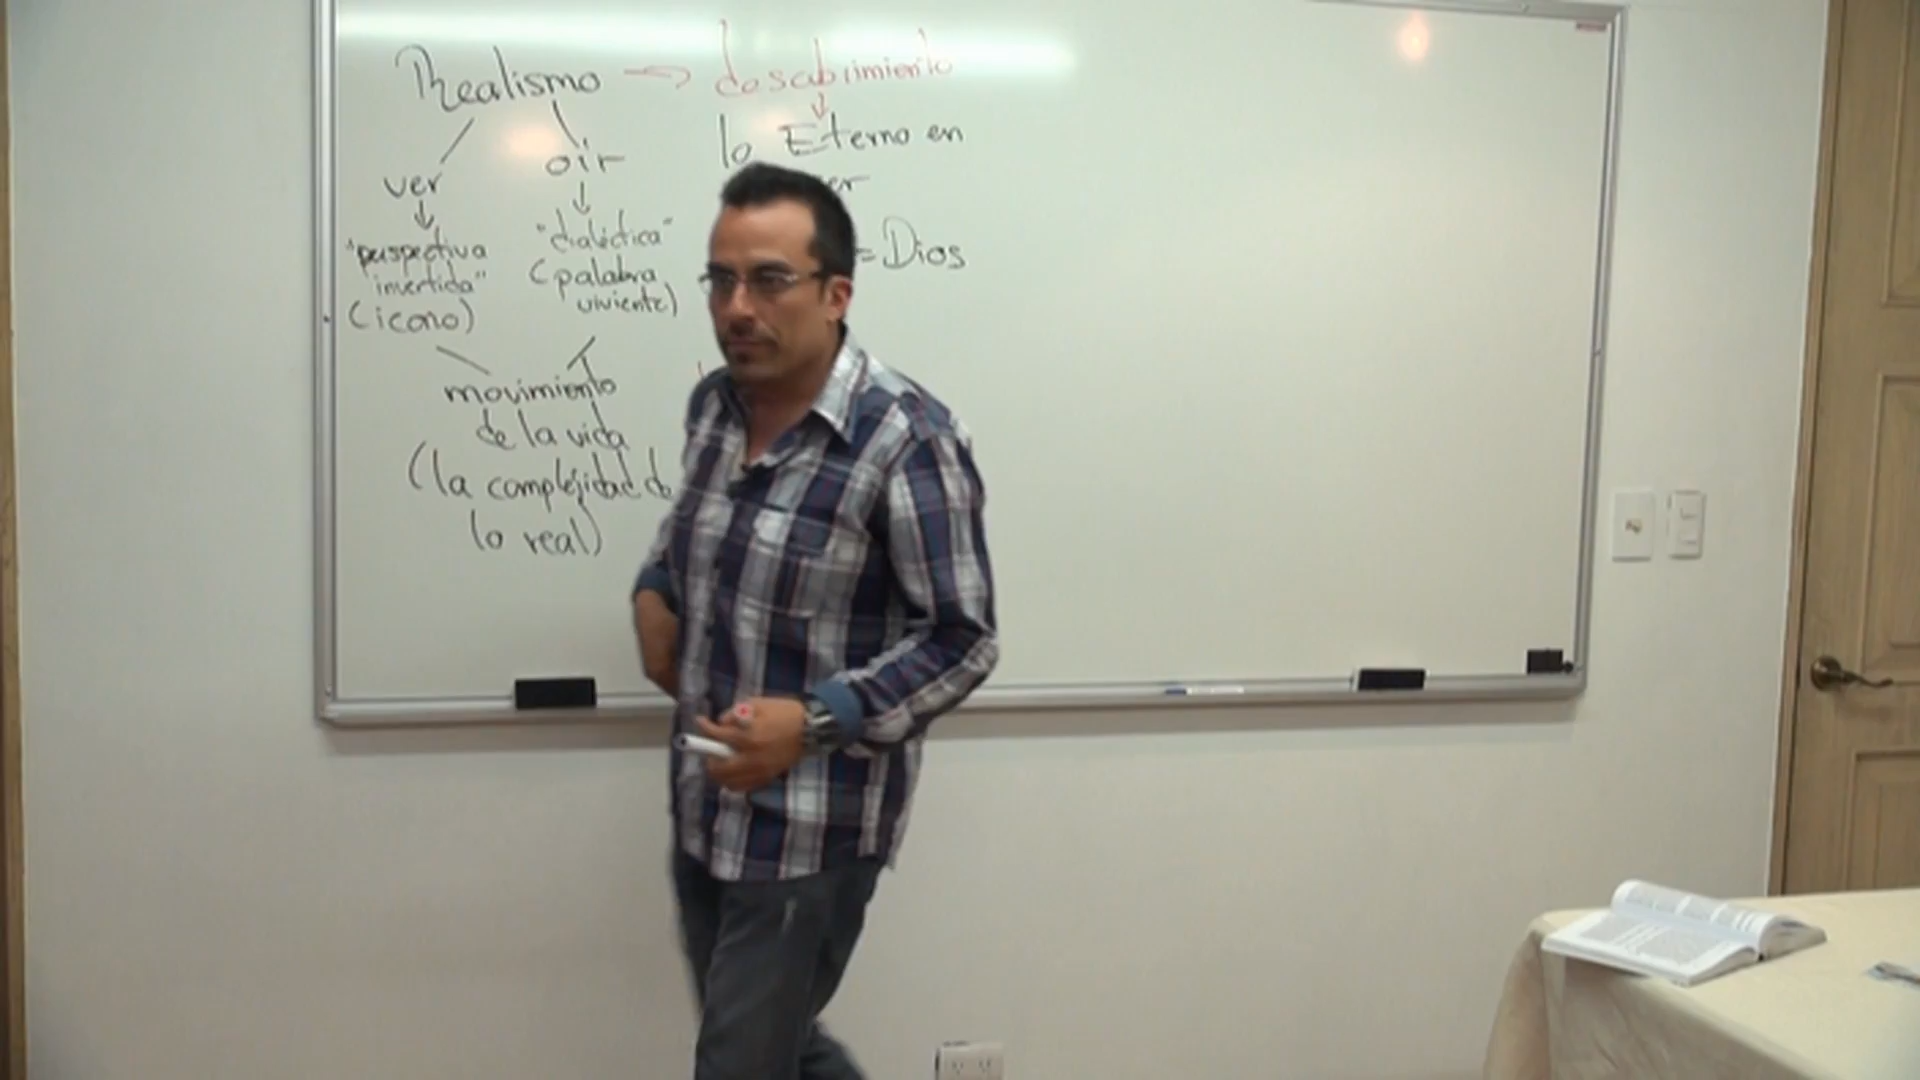 Realismo → descubrimiento
↓
lo Eterno en
= Dios
ver
↓
"perspectiva
invertida"
(icono)
oir
↓
"dialéctica"
(palabra
viviente)
movimiento
de la vida
(la complejidad de
lo real)